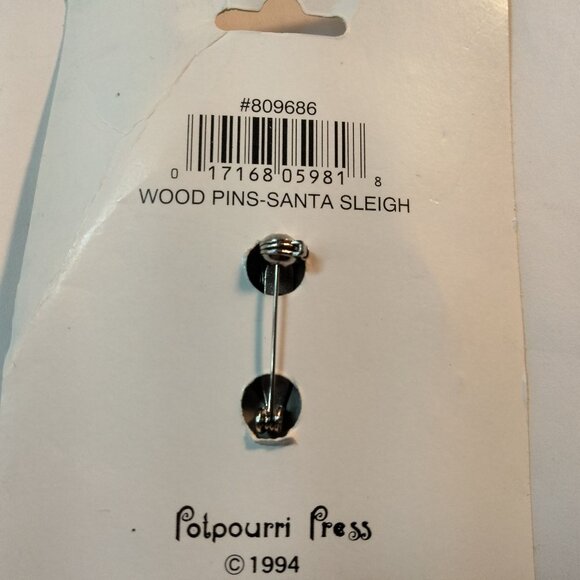 #809686
0 17168 05981 8
WOOD PINS-SANTA SLEIGH
Potpourri Press
© 1994